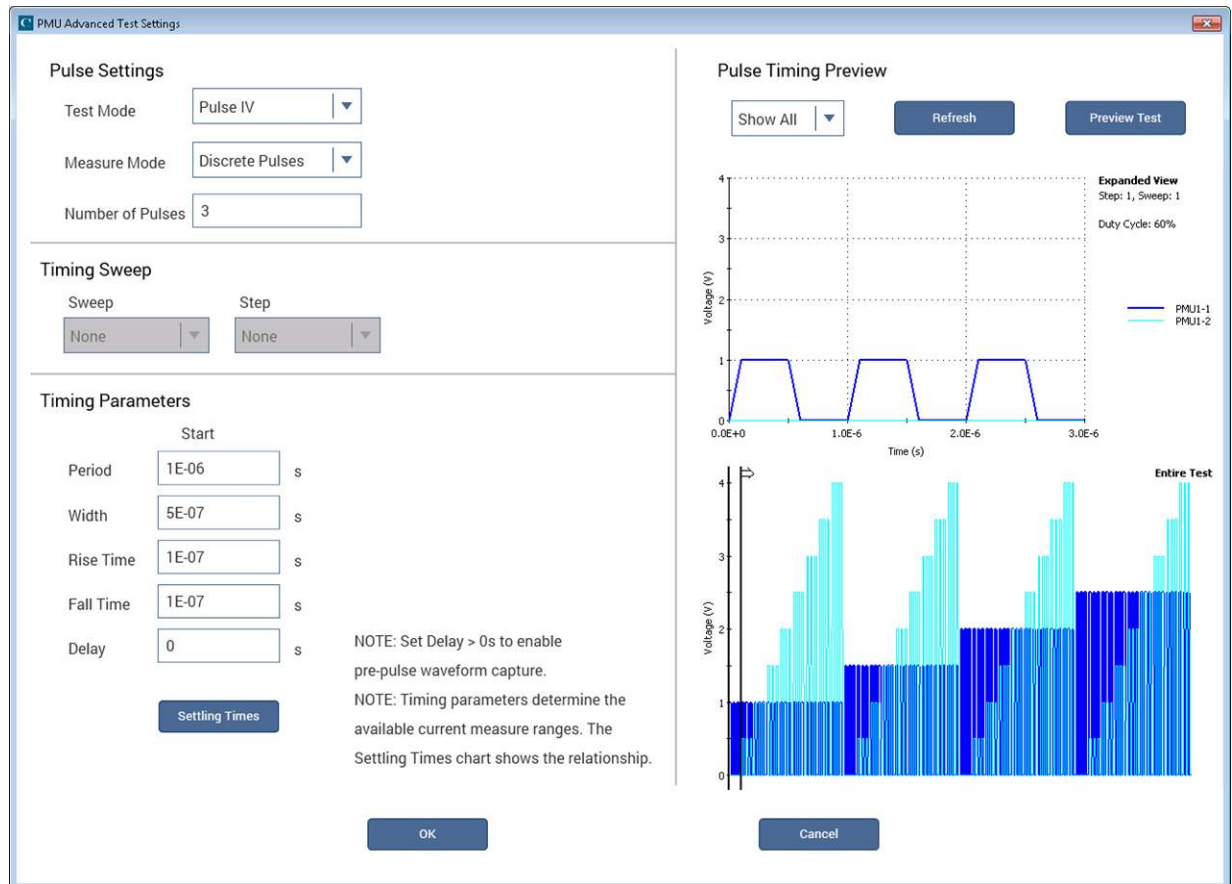 PMU Advanced Test Settings
Pulse Settings
Test Mode
Pulse IV
Measure Mode
Discrete Pulses
Number of Pulses
3
Timing Sweep
Sweep
Step
None
None
Timing Parameters
Start
Period
1E-06
s
Width
5E-07
s
Rise Time
1E-07
s
Fall Time
1E-07
s
Delay
0
s
NOTE: Set Delay > 0s to enable
pre-pulse waveform capture.
NOTE: Timing parameters determine the
available current measure ranges. The
Settling Times chart shows the relationship.
Settling Times
Pulse Timing Preview
Show All
Refresh
Preview Test
Expanded View
Step: 1, Sweep: 1
Duty Cycle: 60%
PMU1-1
PMU1-2
Voltage (V)
4
3
2
1
0
0.0E+0
1.0E-6
2.0E-6
3.0E-6
Time (s)
Entire Test
Voltage (V)
4
3
2
1
0
OK
Cancel